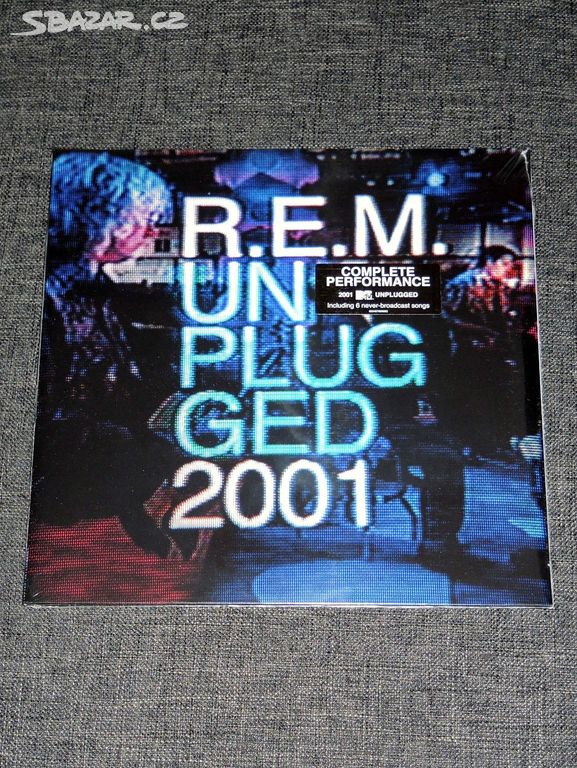 SBAZAR.CZ
R.E.M.
UN
PLUG
GED
2001
COMPLETE
PERFORMANCE
2001 MTV UNPLUGGED
Including 6 never-broadcast songs